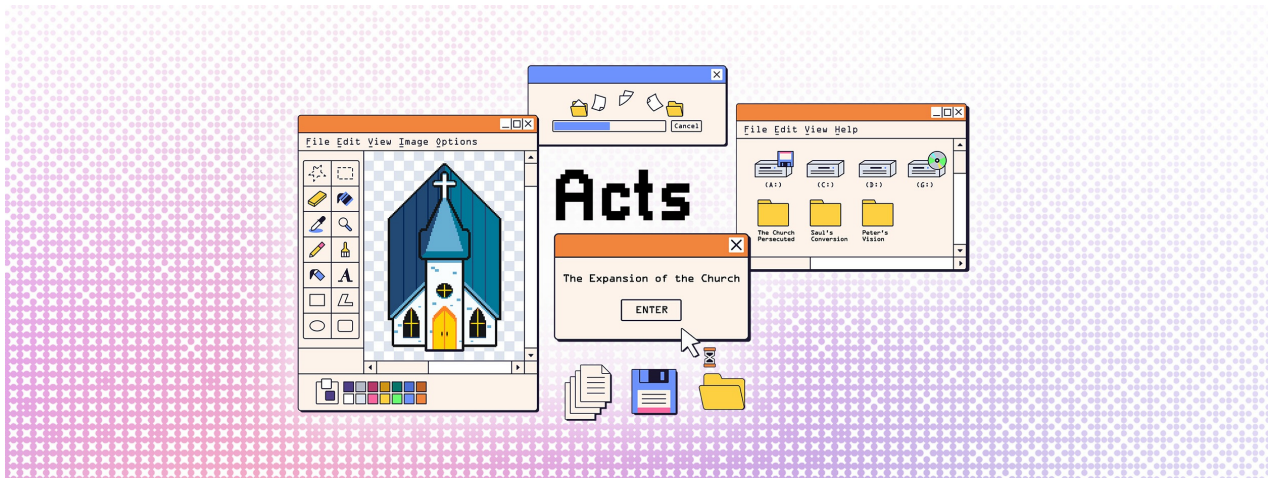 Cancel
File Edit View Image Options
A
Acts
The Expansion of the Church
ENTER
File Edit View Help
(A:) (C:) (D:) (G:)
The Church Saul's Peter's
Persecuted Conversion Vision